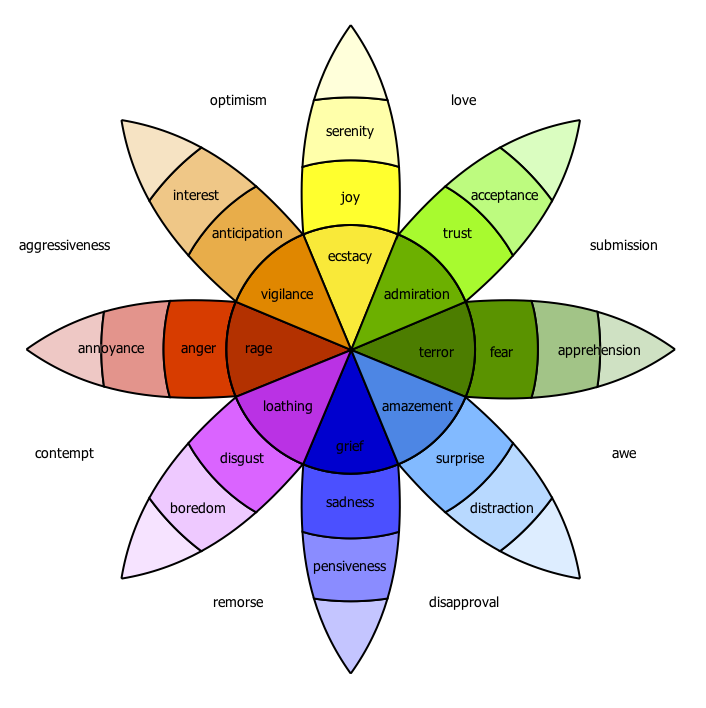 optimism
love
serenity
interest
acceptance
joy
anticipation
trust
aggressiveness
submission
ecstacy
vigilance
admiration
annoyance
anger
rage
terror
fear
apprehension
loathing
amazement
grief
contempt
awe
disgust
surprise
boredom
sadness
distraction
pensiveness
remorse
disapproval